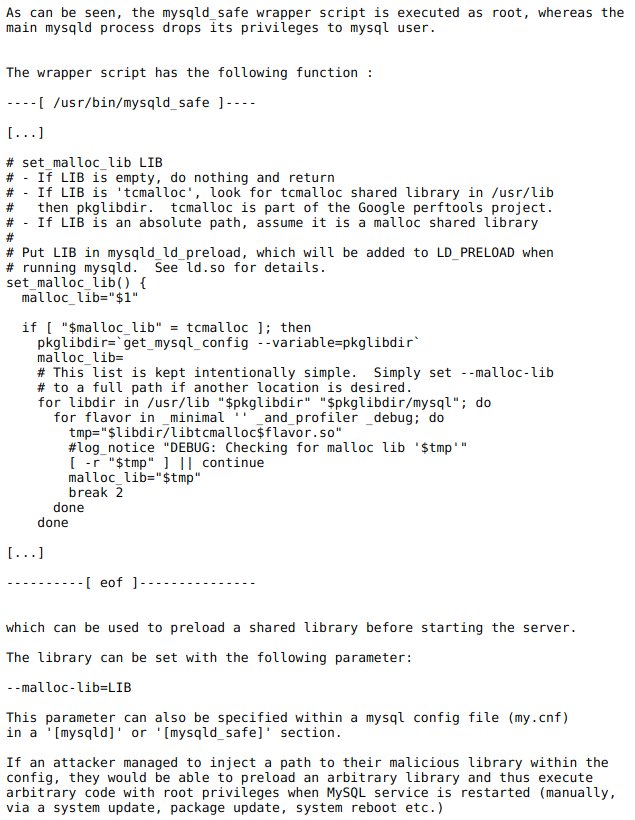 As can be seen, the mysqld_safe wrapper script is executed as root, whereas the
main mysqld process drops its privileges to mysql user.
The wrapper script has the following function :
----[ /usr/bin/mysqld_safe ]----
[...]
# set_malloc_lib LIB
# - If LIB is empty, do nothing and return
# - If LIB is 'tcmalloc', look for tcmalloc shared library in /usr/lib
#   then pkglibdir.  tcmalloc is part of the Google perftools project.
# - If LIB is an absolute path, assume it is a malloc shared library
#
# Put LIB in mysqld_ld_preload, which will be added to LD_PRELOAD when
# running mysqld.  See ld.so for details.
set_malloc_lib() {
  malloc_lib="$1"
  if [ "$malloc_lib" = tcmalloc ]; then
    pkglibdir=`get_mysql_config --variable=pkglibdir`
    malloc_lib=
    # This list is kept intentionally simple.  Simply set --malloc-lib
    # to a full path if another location is desired.
    for libdir in /usr/lib "$pkglibdir" "$pkglibdir/mysql"; do
      for flavor in _minimal '' _and_profiler _debug; do
        tmp="$libdir/libtcmalloc$flavor.so"
        #log_notice "DEBUG: Checking for malloc lib '$tmp'"
        [ -r "$tmp" ] || continue
        malloc_lib="$tmp"
        break 2
      done
    done
[...]
----------[ eof ]---------------
which can be used to preload a shared library before starting the server.
The library can be set with the following parameter:
--malloc-lib=LIB
This parameter can also be specified within a mysql config file (my.cnf)
in a '[mysqld]' or '[mysqld_safe]' section.
If an attacker managed to inject a path to their malicious library within the
config, they would be able to preload an arbitrary library and thus execute
arbitrary code with root privileges when MySQL service is restarted (manually,
via a system update, package update, system reboot etc.)